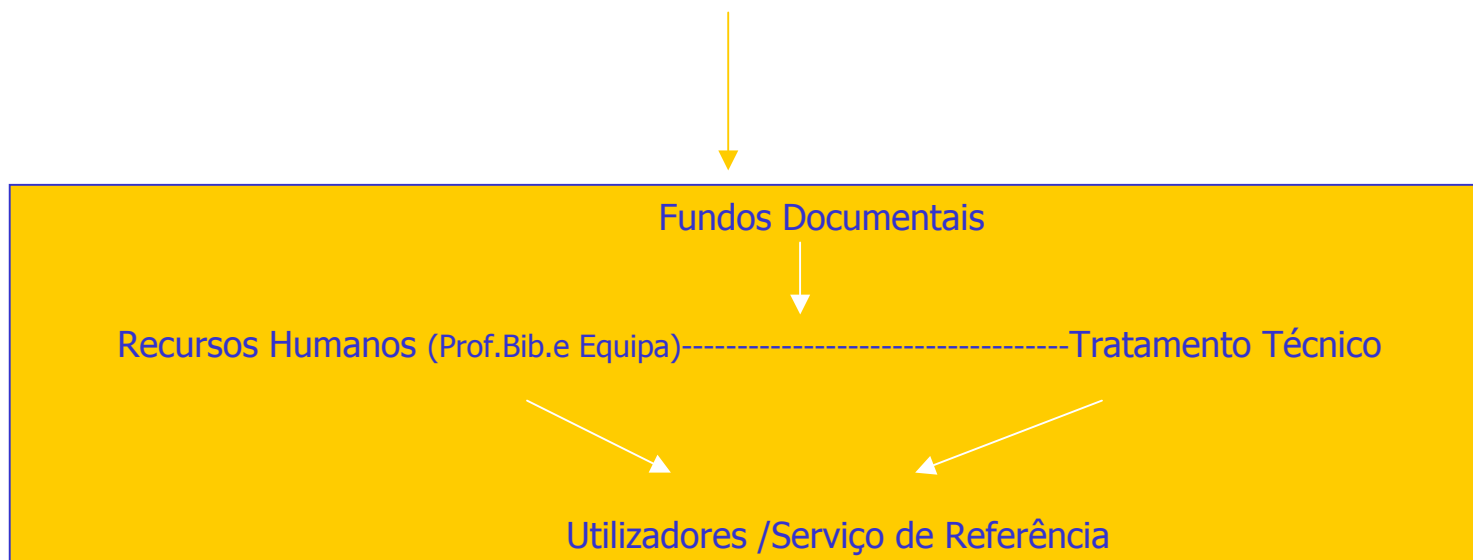 Fundos Documentais
Recursos Humanos (Prof.Bib.e Equipa)-----------------------------------Tratamento Técnico
Utilizadores /Serviço de Referência